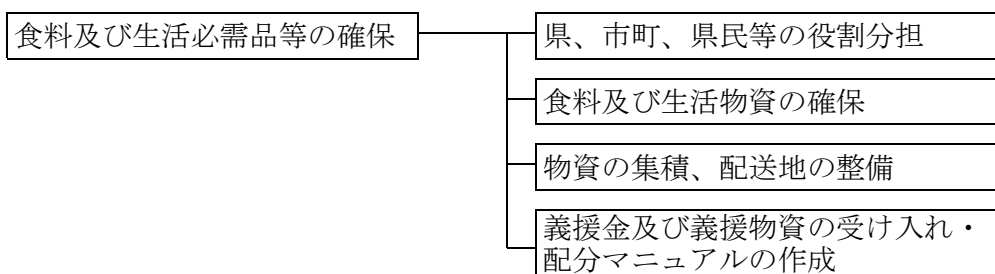 食料及び生活必需品等の確保
県、市町、県民等の役割分担
食料及び生活物資の確保
物資の集積、配送地の整備
義援金及び義援物資の受け入れ・
配分マニュアルの作成